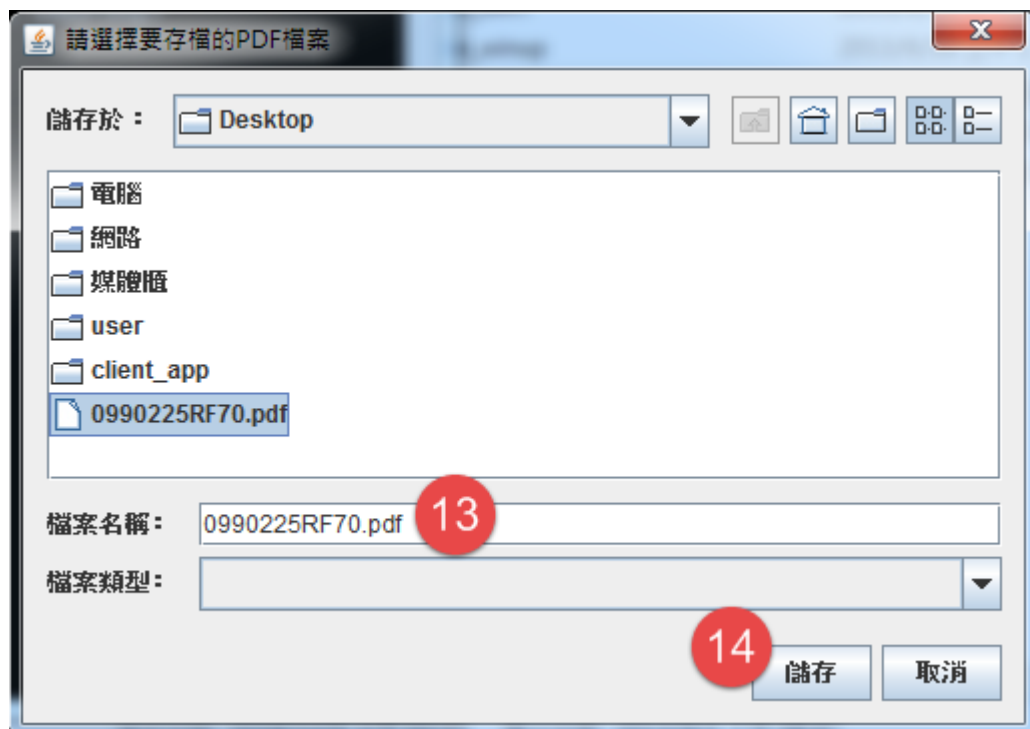 請選擇要存檔的PDF檔案
儲存於： Desktop
電腦
網路
媒體櫃
user
client_app
0990225RF70.pdf
檔案名稱： 0990225RF70.pdf 13
檔案類型：
14 儲存 取消